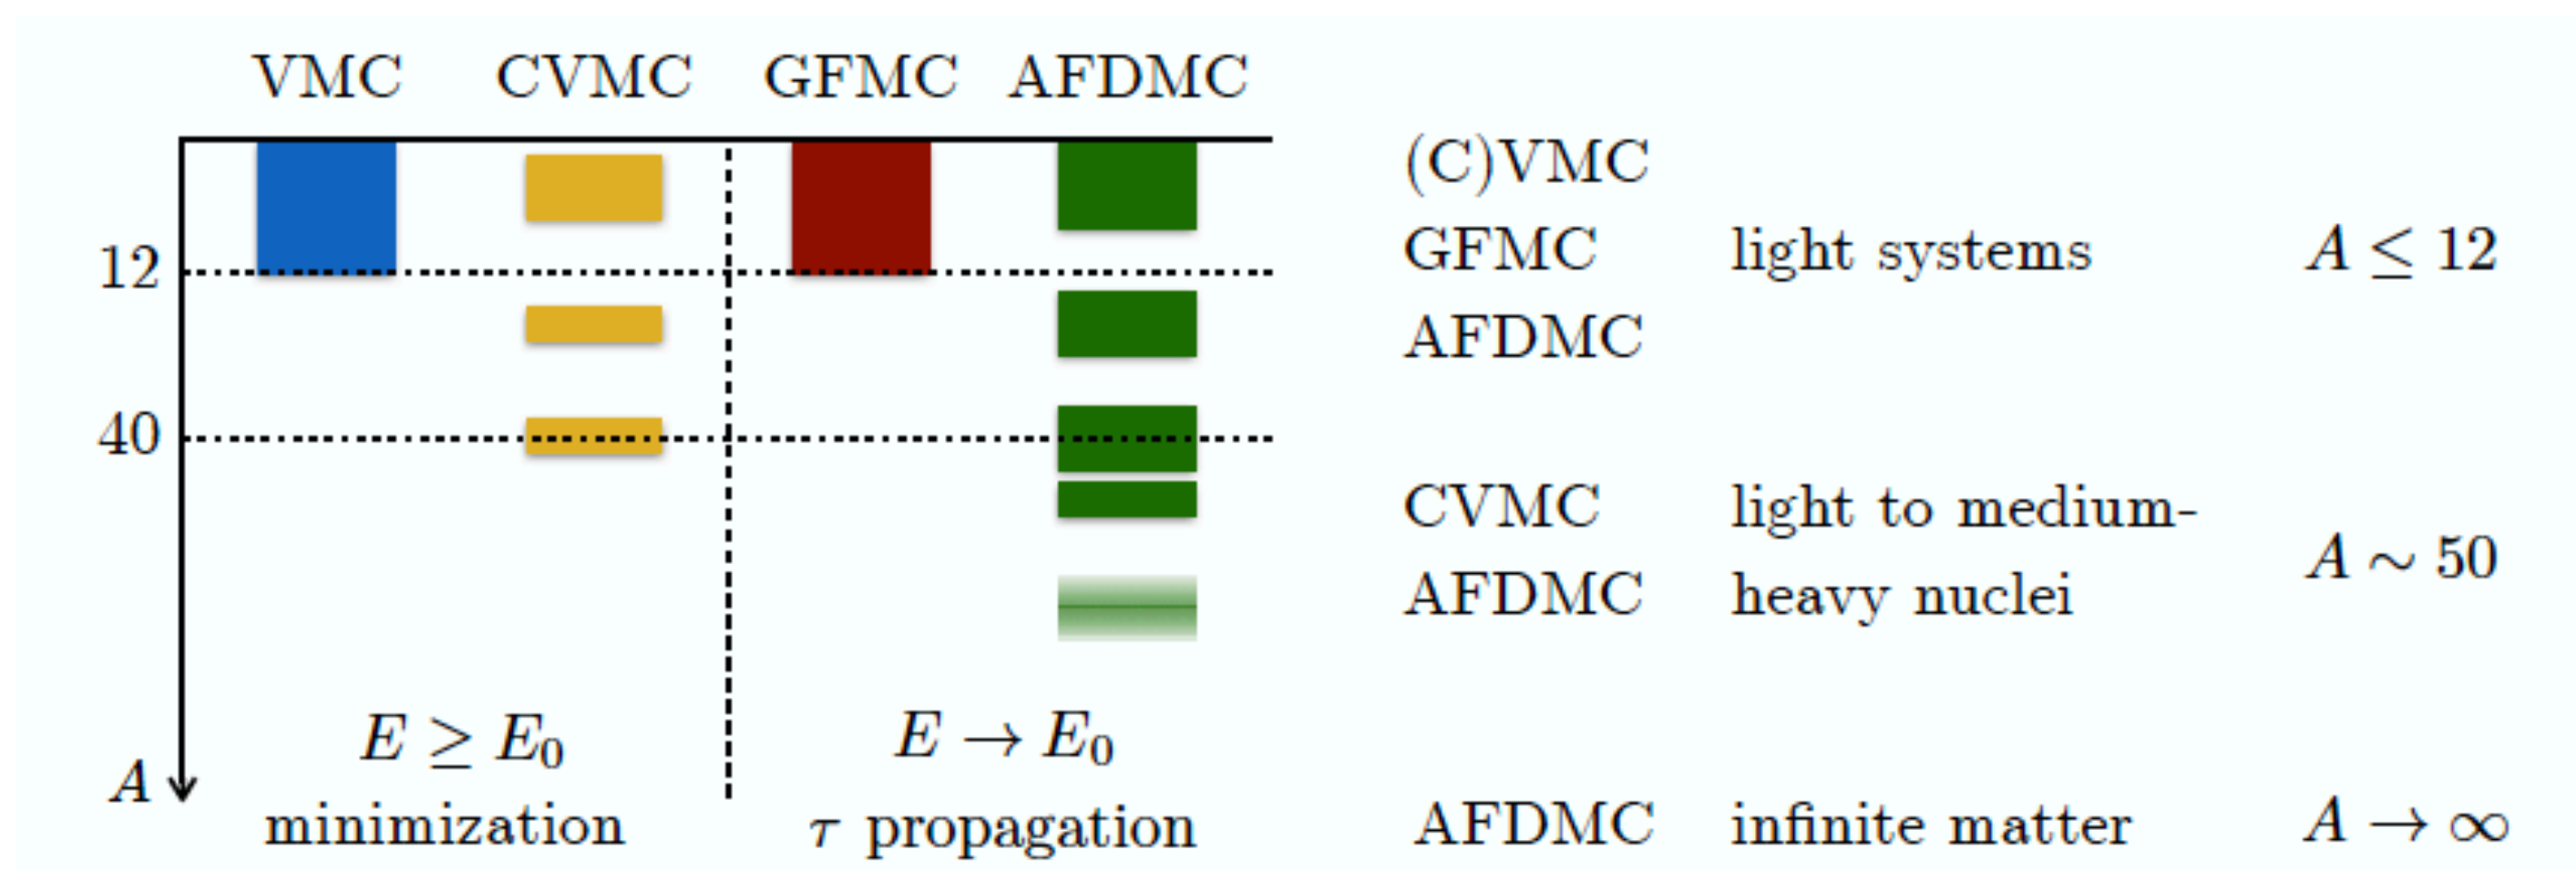 VMC CVMC GFMC AFDMC
12
40
A
E ≥ E₀
minimization
E → E₀
τ propagation
(C)VMC
GFMC light systems A ≤ 12
AFDMC
CVMC light to medium-
AFDMC heavy nuclei
A ∼ 50
AFDMC infinite matter A → ∞